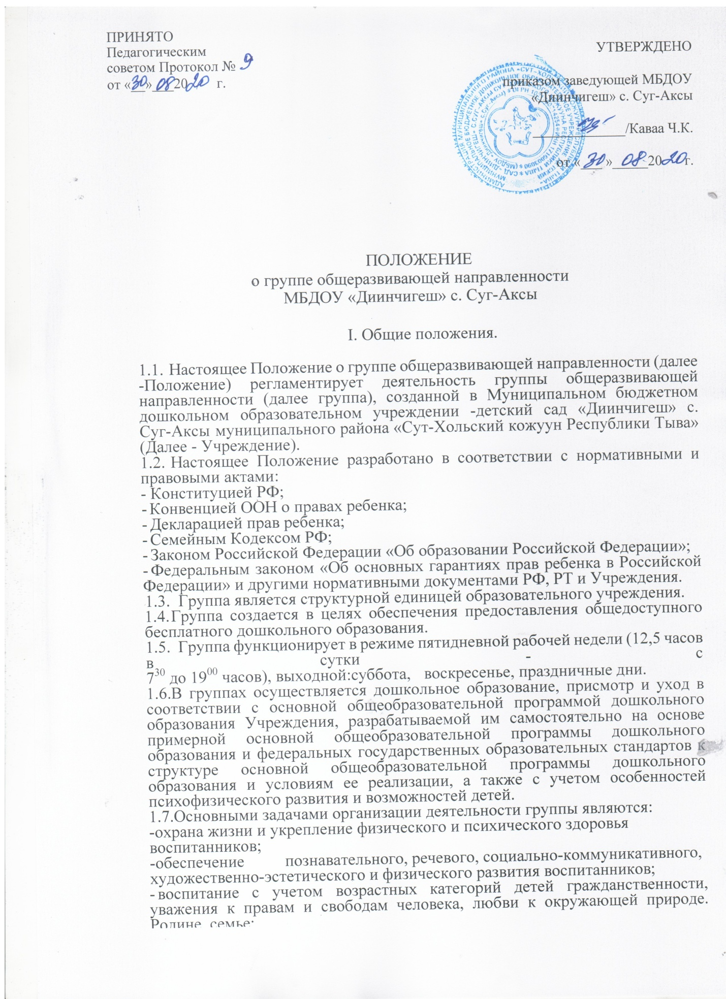 ПРИНЯТО
Педагогическим
советом Протокол № 9
от «30» 08 2020 г.
УТВЕРЖДЕНО
приказом заведующей МБДОУ
«Диинчигеш» с. Суг-Аксы
/Каваа Ч.К.
от «30» 08 2020 г.
ПОЛОЖЕНИЕ
о группе общеразвивающей направленности
МБДОУ «Диинчигеш» с. Суг-Аксы
I. Общие положения.
1.1. Настоящее Положение о группе общеразвивающей направленности (далее
-Положение) регламентирует деятельность группы общеразвивающей
направленности (далее группа), созданной в Муниципальном бюджетном
дошкольном образовательном учреждении -детский сад «Диинчигеш» с.
Суг-Аксы муниципального района «Сут-Хольский кожуун Республики Тыва»
(Далее - Учреждение).
1.2. Настоящее Положение разработано в соответствии с нормативными и
правовыми актами:
- Конституцией РФ;
- Конвенцией ООН о правах ребенка;
- Декларацией прав ребенка;
- Семейным Кодексом РФ;
- Законом Российской Федерации «Об образовании Российской Федерации»;
- Федеральным законом «Об основных гарантиях прав ребенка в Российской
Федерации» и другими нормативными документами РФ, РТ и Учреждения.
1.3. Группа является структурной единицей образовательного учреждения.
1.4.Группа создается в целях обеспечения предоставления общедоступного
бесплатного дошкольного образования.
1.5. Группа функционирует в режиме пятидневной рабочей недели (12,5 часов
в сутки - с
7³⁰ до 19⁰⁰ часов), выходной:суббота, воскресенье, праздничные дни.
1.6.В группах осуществляется дошкольное образование, присмотр и уход в
соответствии с основной общеобразовательной программой дошкольного
образования Учреждения, разрабатываемой им самостоятельно на основе
примерной основной общеобразовательной программы дошкольного
образования и федеральных государственных образовательных стандартов к
структуре основной общеобразовательной программы дошкольного
образования и условиям ее реализации, а также с учетом особенностей
психофизического развития и возможностей детей.
1.7.Основными задачами организации деятельности группы являются:
-охрана жизни и укрепление физического и психического здоровья
воспитанников;
-обеспечение познавательного, речевого, социально-коммуникативного,
художественно-эстетического и физического развития воспитанников;
- воспитание с учетом возрастных категорий детей гражданственности,
уважения к правам и свободам человека, любви к окружающей природе.
Родине, семье;